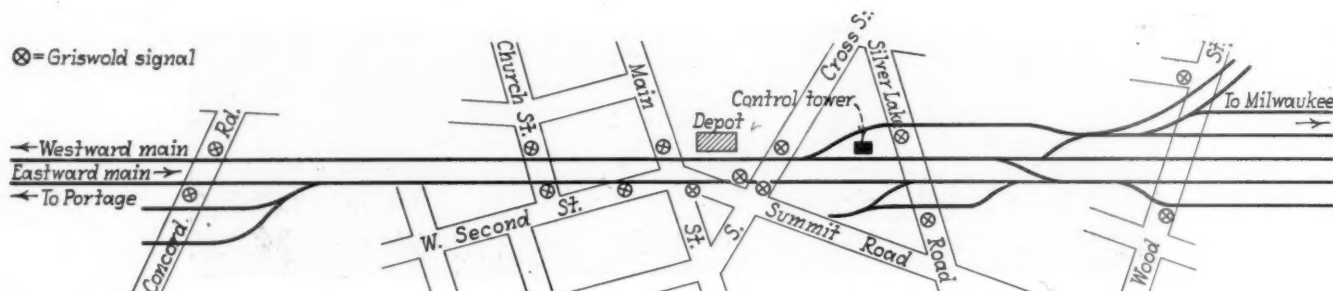 ⊗=Griswold signal
Concord. Rd.
← Westward main
Eastward main →
← To Portage
Church St.
W. Second St.
Main St.
Depot
Control tower
Cross S.:
S.
Silver Lake Road
Summit Road
Wood St.
To Milwaukee
→